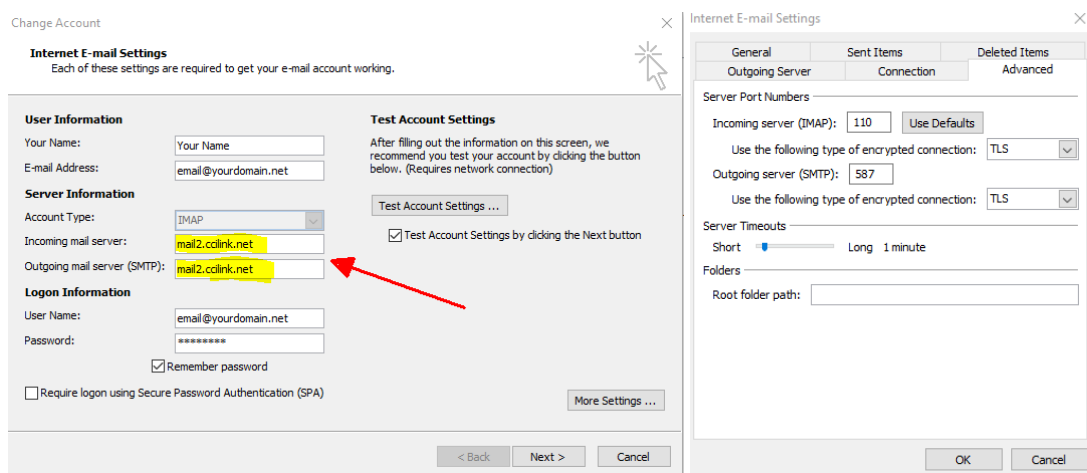 Change Account
Internet E-mail Settings
Each of these settings are required to get your e-mail account working.
User Information
Your Name:
Your Name
E-mail Address:
email@yourdomain.net
Server Information
Account Type:
IMAP
Incoming mail server:
mail2.ccilink.net
Outgoing mail server (SMTP):
mail2.ccilink.net
Logon Information
User Name:
email@yourdomain.net
Password:
********
Remember password
Require logon using Secure Password Authentication (SPA)
Test Account Settings
After filling out the information on this screen, we
recommend you test your account by clicking the button
below. (Requires network connection)
Test Account Settings ...
Test Account Settings by clicking the Next button
More Settings ...
< Back
Next >
Cancel
Internet E-mail Settings
General
Sent Items
Deleted Items
Outgoing Server
Connection
Advanced
Server Port Numbers
Incoming server (IMAP):
110
Use Defaults
Use the following type of encrypted connection:
TLS
Outgoing server (SMTP):
587
Use the following type of encrypted connection:
TLS
Server Timeouts
Short
Long
1 minute
Folders
Root folder path:
OK
Cancel